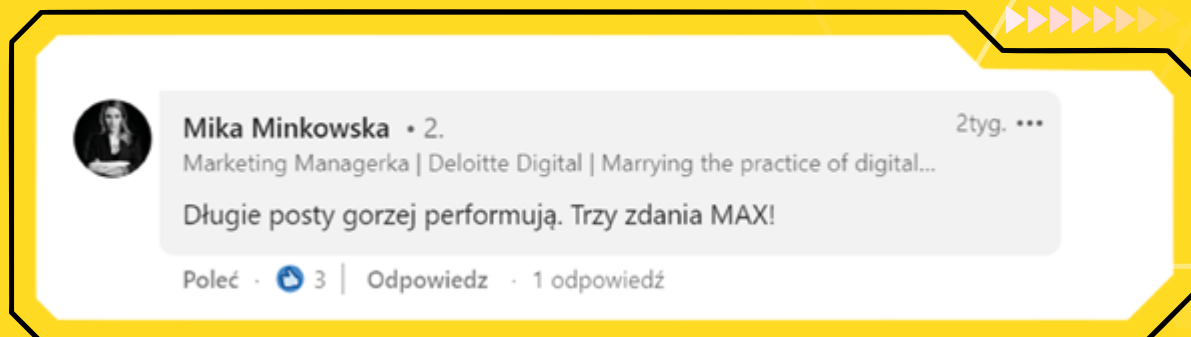 Mika Minkowska • 2.
2tyg. •••
Marketing Managerka | Deloitte Digital | Marrying the practice of digital...
Długie posty gorzej performują. Trzy zdania MAX!
Poleć · 3 | Odpowiedz · 1 odpowiedź